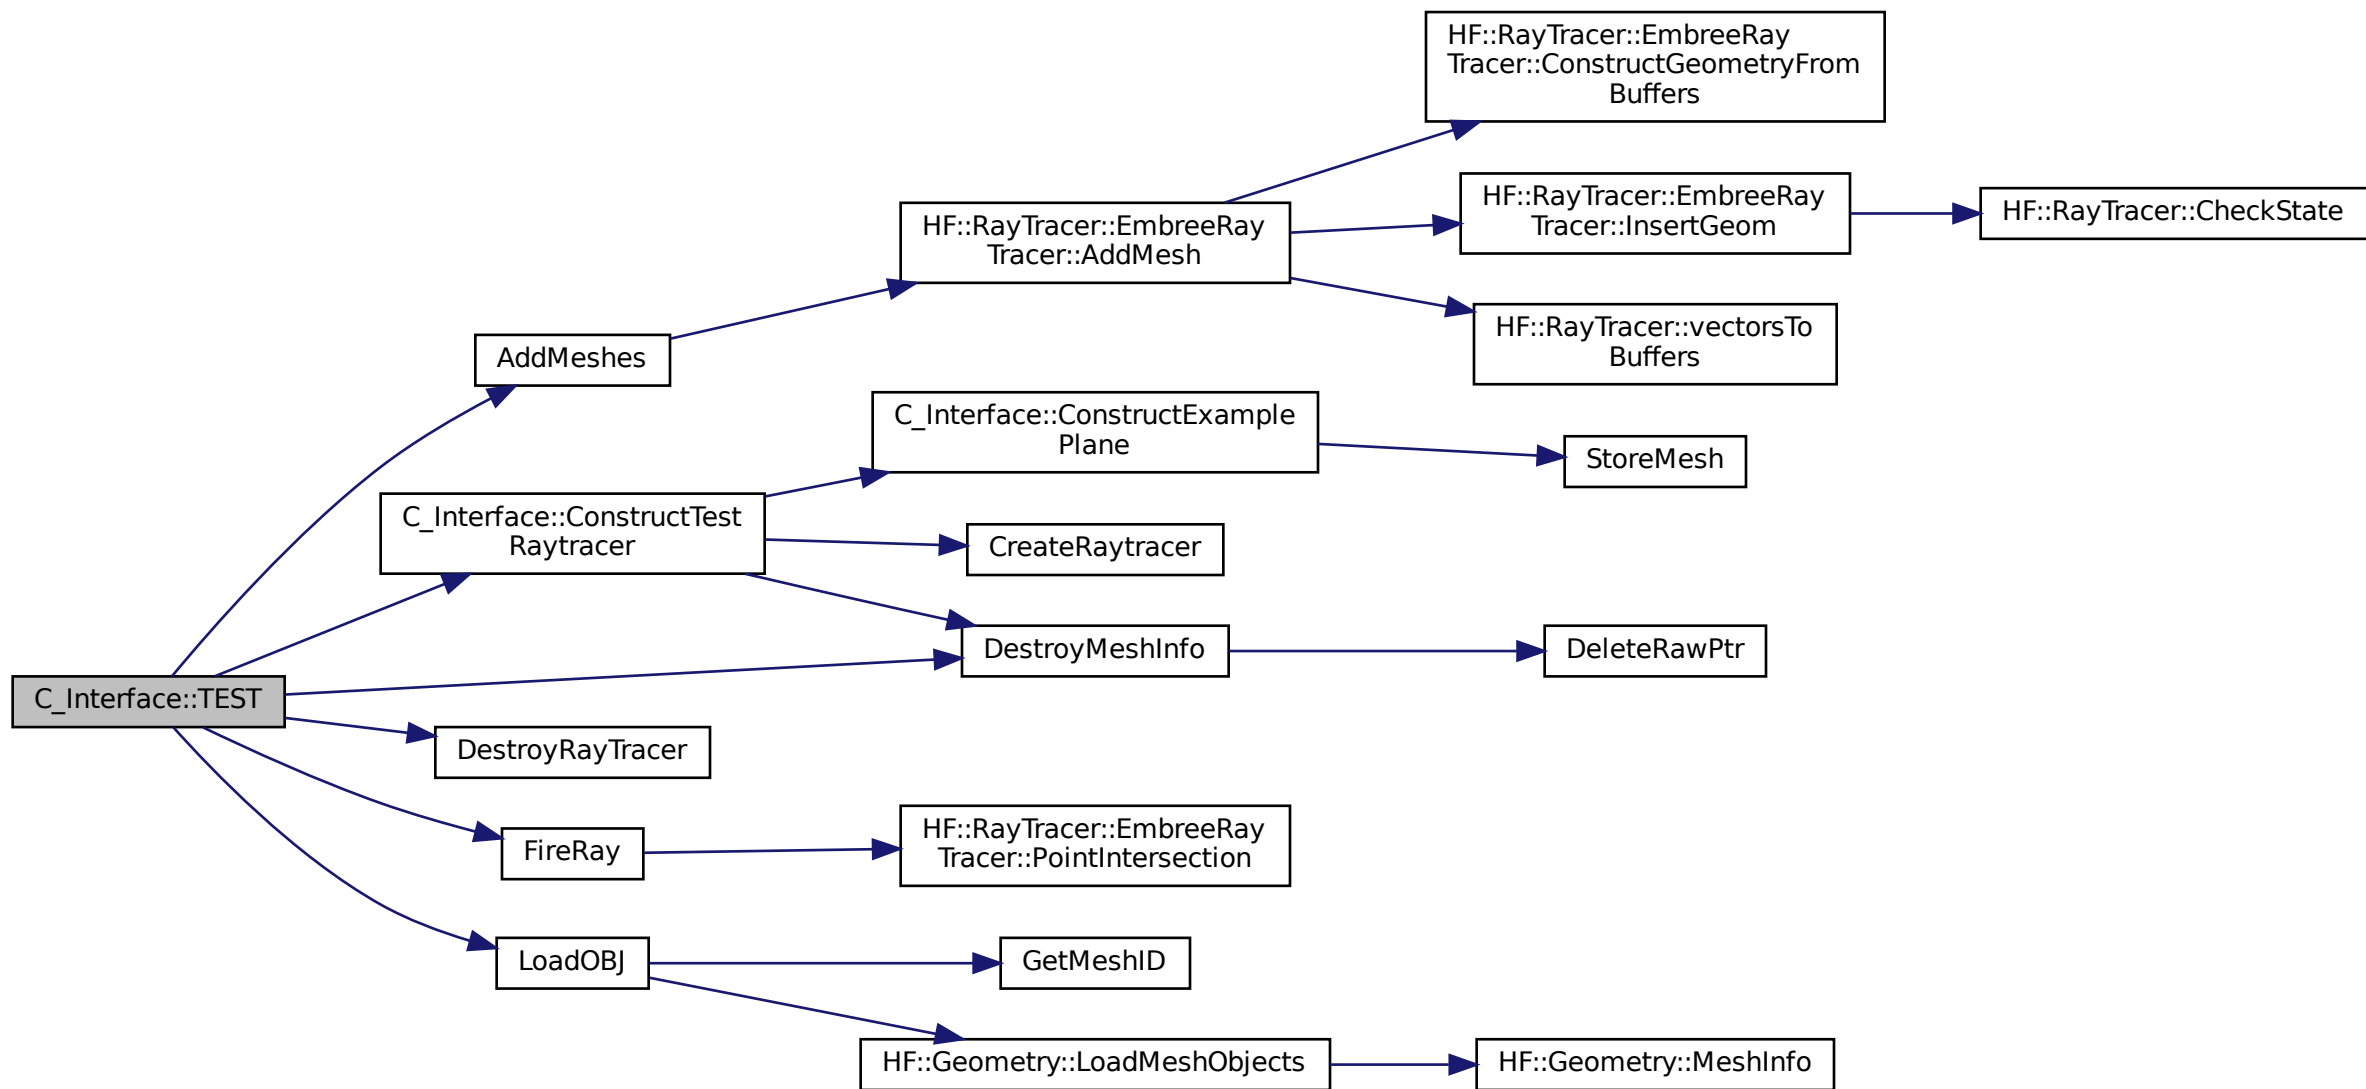 HF::RayTracer::EmbreeRay
Tracer::ConstructGeometryFrom
Buffers
HF::RayTracer::EmbreeRay
Tracer::InsertGeom
HF::RayTracer::CheckState
HF::RayTracer::EmbreeRay
Tracer::AddMesh
HF::RayTracer::vectorsTo
Buffers
AddMeshes
C_Interface::ConstructExample
Plane
StoreMesh
C_Interface::ConstructTest
Raytracer
CreateRaytracer
DestroyMeshInfo
DeleteRawPtr
C_Interface::TEST
DestroyRayTracer
HF::RayTracer::EmbreeRay
Tracer::PointIntersection
FireRay
LoadOBJ
GetMeshID
HF::Geometry::LoadMeshObjects
HF::Geometry::MeshInfo